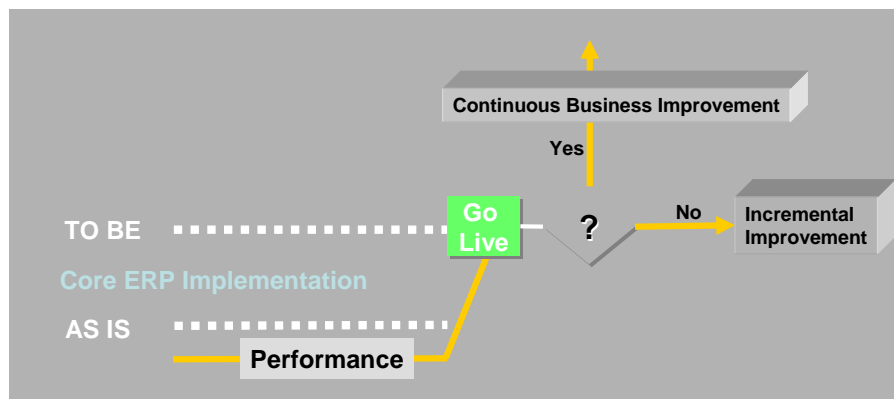 Continuous Business Improvement
Yes
Go
Live
?
No
Incremental
Improvement
TO BE
Core ERP Implementation
AS IS
Performance